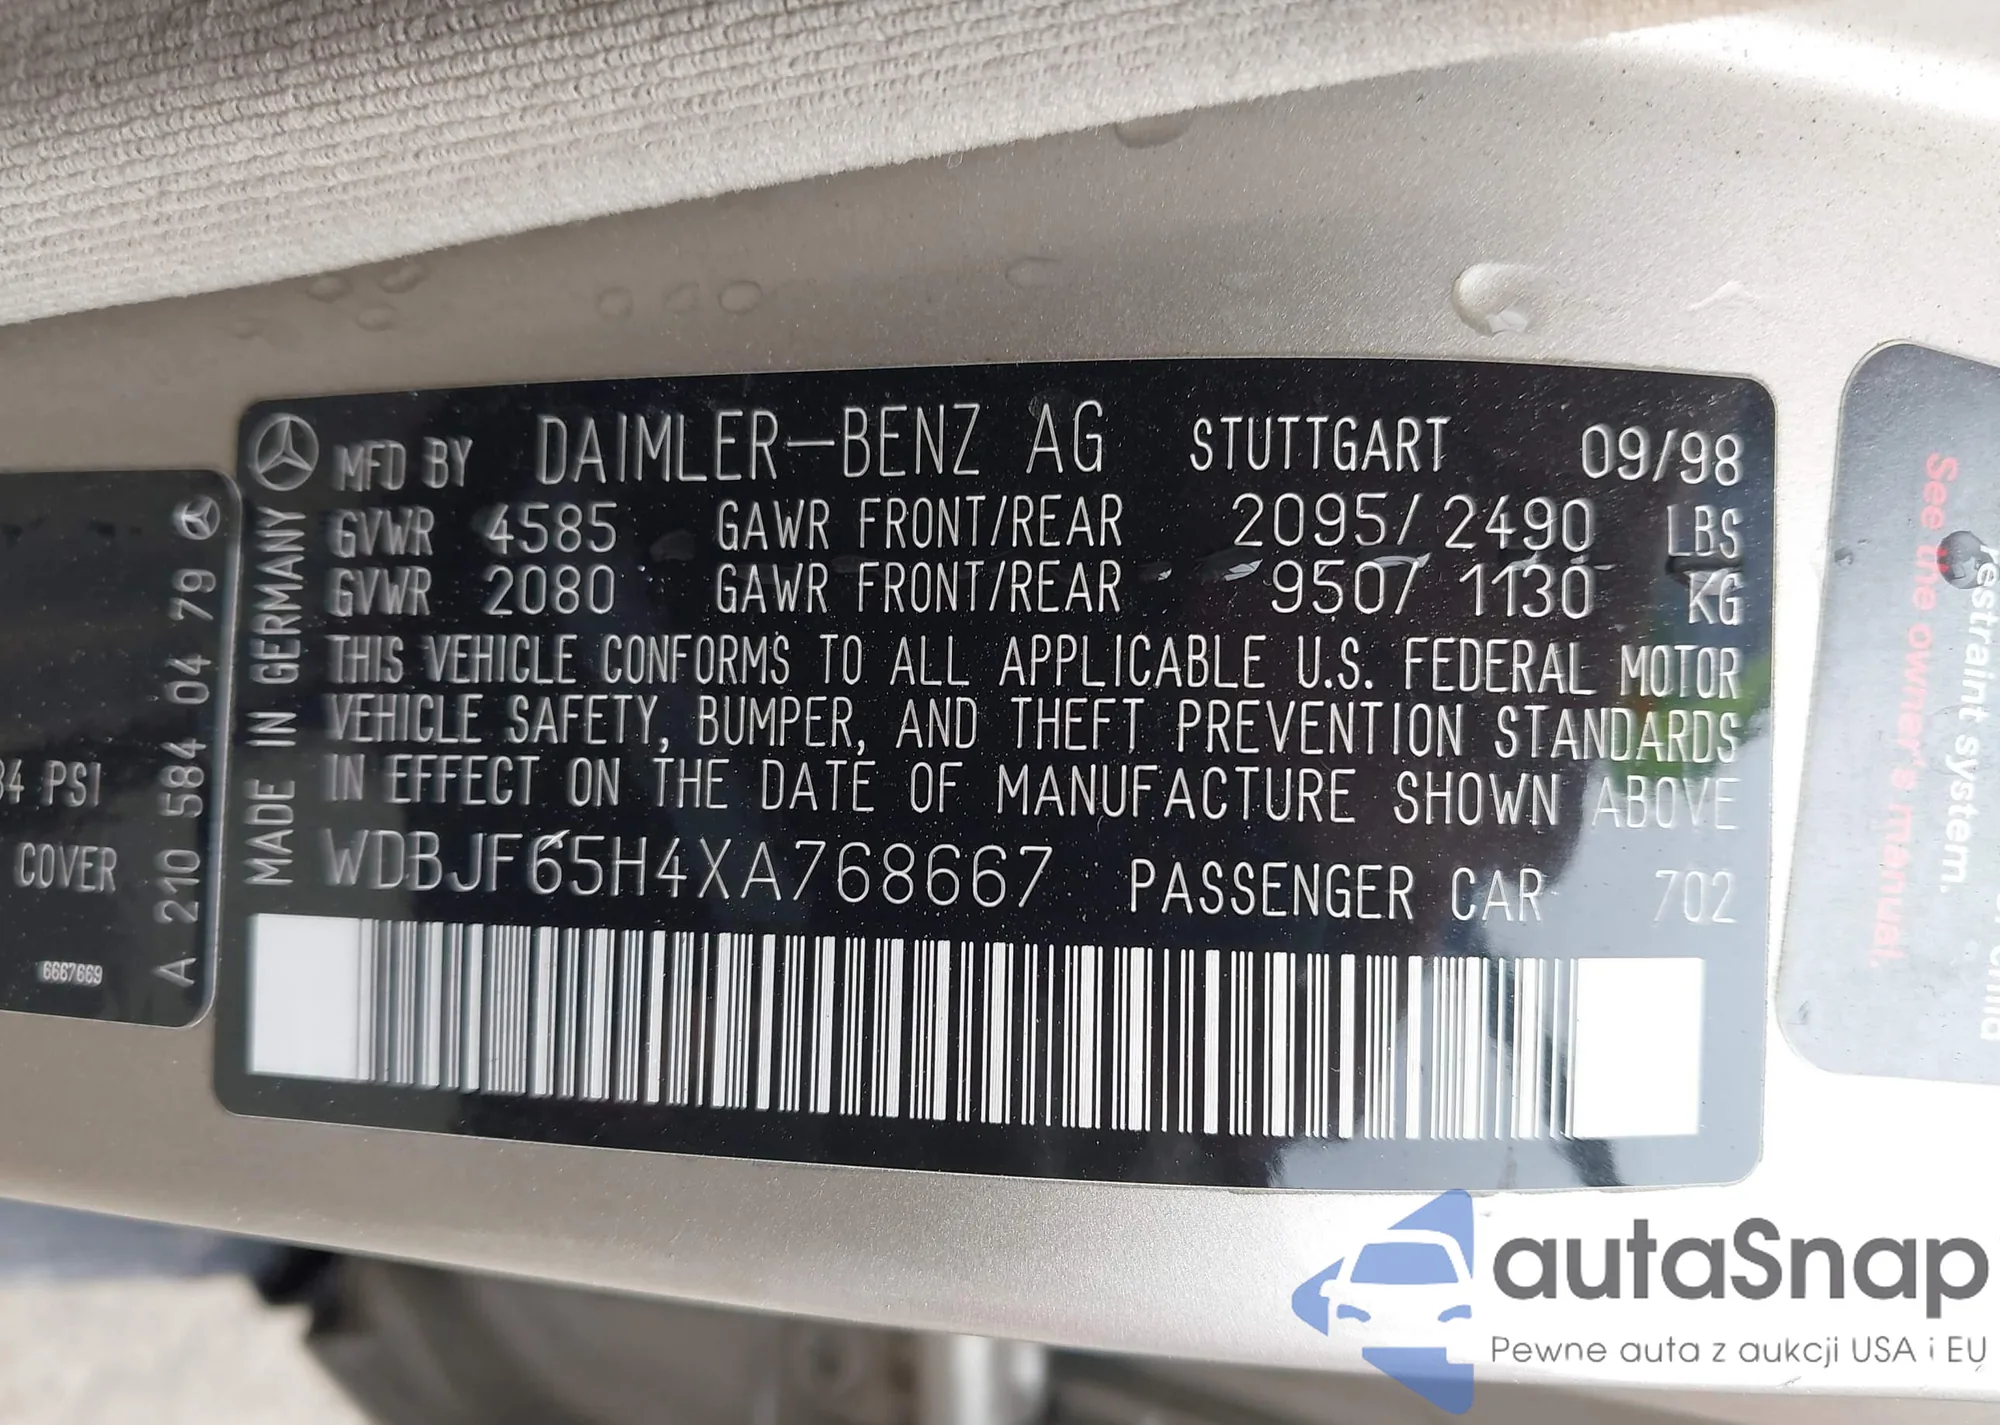 MFD BY DAIMLER-BENZ AG STUTTGART 09/98
GVWR 4585 GAWR FRONT/REAR 2095/2490 LBS
GVWR 2080 GAWR FRONT/REAR 950/1130 KG
THIS VEHICLE CONFORMS TO ALL APPLICABLE U.S. FEDERAL MOTOR
VEHICLE SAFETY, BUMPER, AND THEFT PREVENTION STANDARDS
IN EFFECT ON THE DATE OF MANUFACTURE SHOWN ABOVE
WDBJF65H4XA768667 PASSENGER CAR 702
MADE IN GERMANY
A 210 584 04 79
34 PSI
COVER
6667669
restraint system.
See the owner's manual.
autaSnap
Pewne auta z aukcji USA i EU